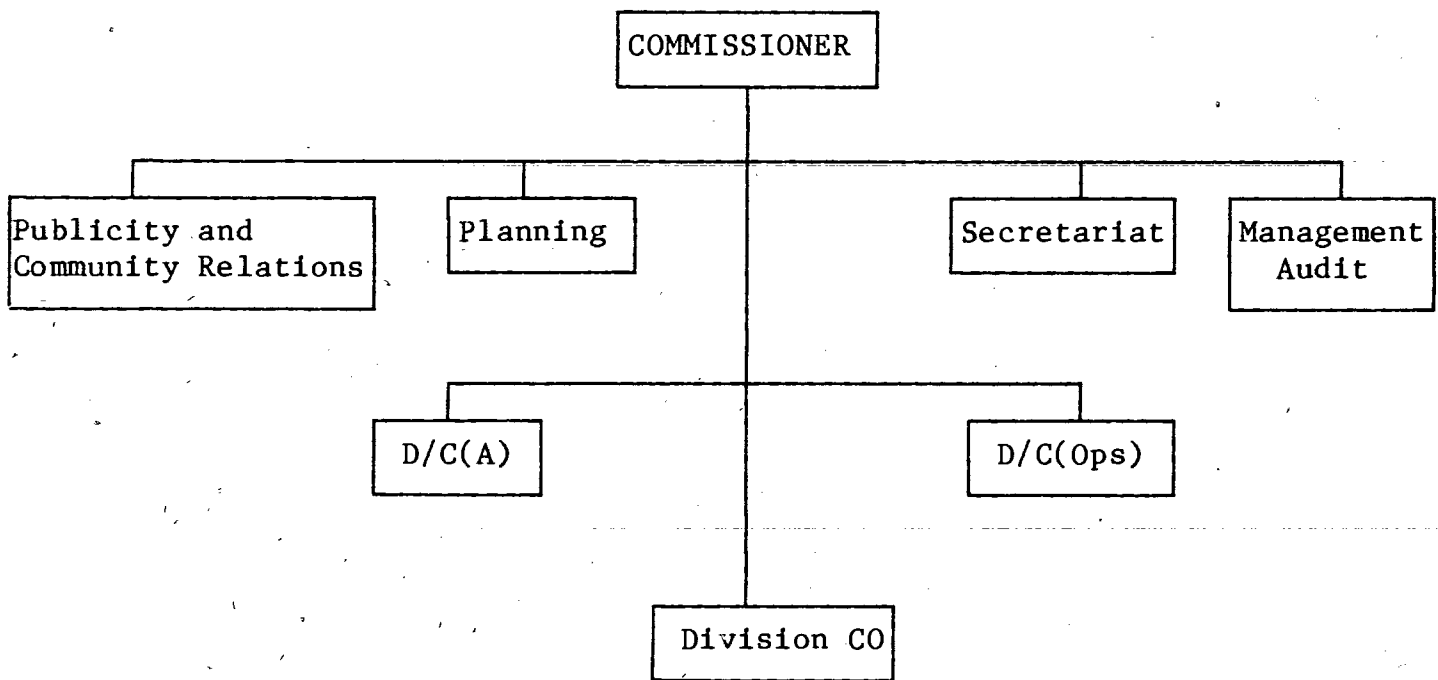 COMMISSIONER
Publicity and
Community Relations
Planning
Secretariat
Management
Audit
D/C(A)
D/C(Ops)
Division CO